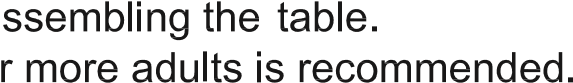 ssembling the table.
r more adults is recommended.